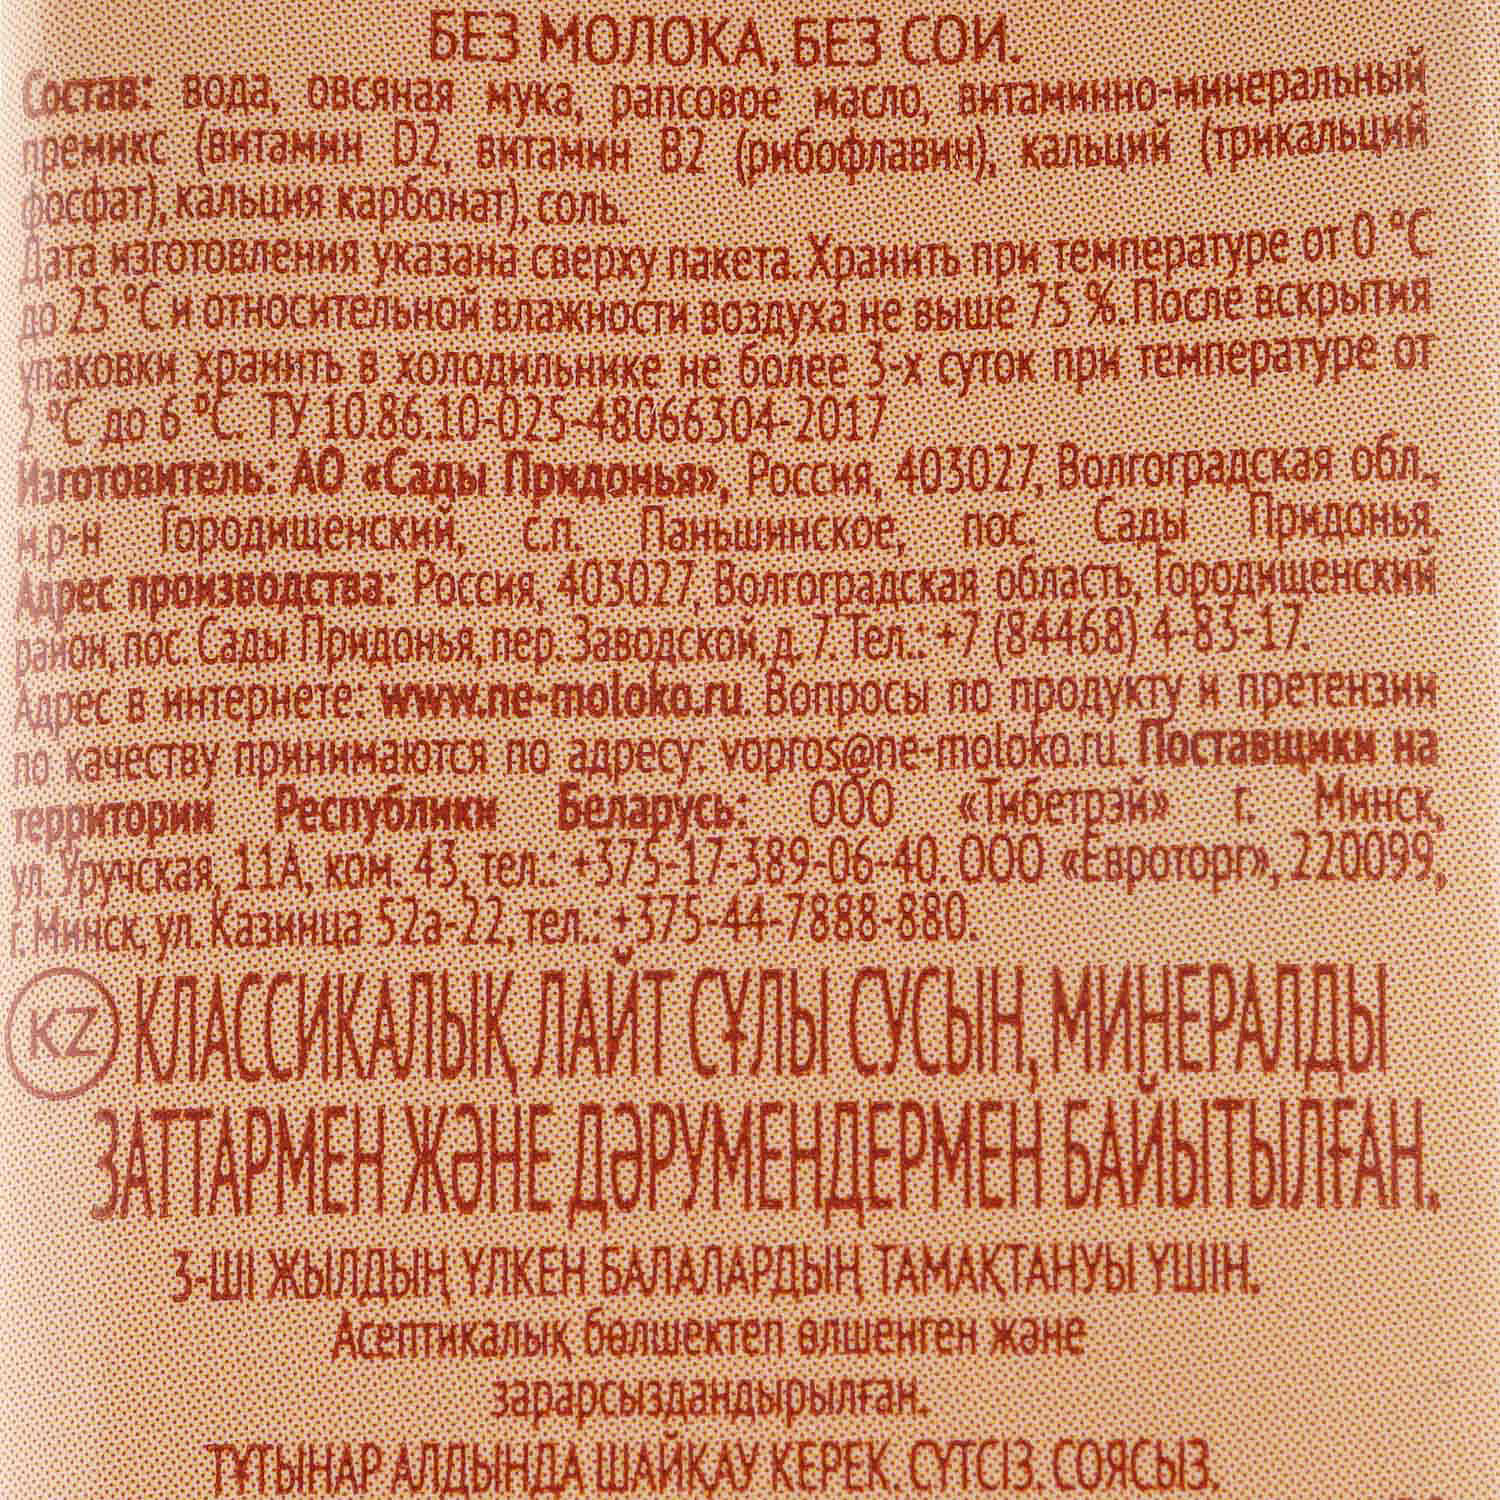 БЕЗ МОЛОКА, БЕЗ СОИ.
Состав: вода, овсяная мука, рапсовое масло, витаминно-минеральный
премикс (витамин D2, витамин B2 (рибофлавин), кальций (трикальций
фосфат), кальция карбонат), соль.
Дата изготовления указана сверху пакета. Хранить при температуре от 0 °C
до 25 °C и относительной влажности воздуха не выше 75 %. После вскрытия
упаковки хранить в холодильнике не более 3-х суток при температуре от
2 °C до 6 °C. ТУ 10.86.10-025-48066304-2017
Изготовитель: АО «Сады Придонья», Россия, 403027, Волгоградская обл.,
м.р-н Городищенский, с.п. Паньшинское, пос. Сады Придонья.
Адрес производства: Россия, 403027, Волгоградская область, Городищенский
район, пос. Сады Придонья, пер. Заводской, д. 7. Тел.: +7 (84468) 4-83-17.
Адрес в интернете: www.ne-moloko.ru. Вопросы по продукту и претензии
по качеству принимаются по адресу: vopros@ne-moloko.ru. Поставщики на
территории Республики Беларусь: ООО «Тибетрэй» г. Минск,
ул. Уручская, 11А, ком. 43, тел.: +375-17-389-06-40. ООО «Евроторг», 220099,
г. Минск, ул. Казинца 52а-22, тел.: +375-44-7888-880.
KZ КЛАССИКАЛЫҚ ЛАЙТ СҰЛЫ СУСЫН, МИНЕРАЛДЫ
ЗАТТАРМЕН ЖӘНЕ ДӘРУМЕНДЕРМЕН БАЙЫТЫЛҒАН.
3-ШІ ЖЫЛДЫҢ ҮЛКЕН БАЛАЛАРДЫҢ ТАМАҚТАНУЫ ҮШІН.
Асептикалық бөлшектеп өлшенген және
зарарсыздандырылған.
ТҰТЫНАР АЛДЫНДА ШАЙҚАУ КЕРЕК. СҮТСІЗ. СОЯСЫЗ.